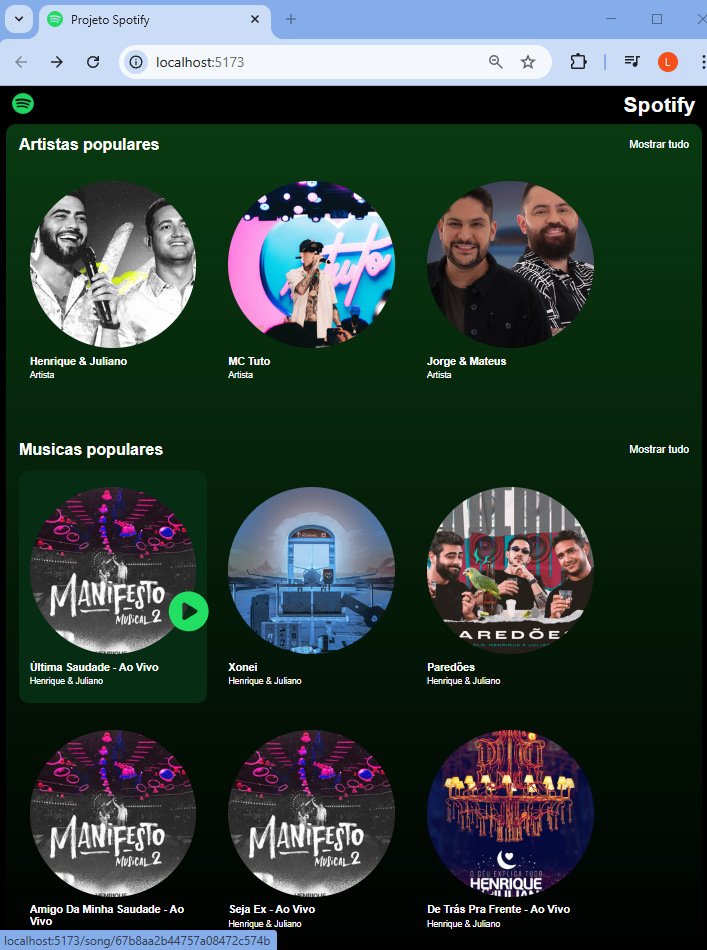 Projeto Spotify
localhost:5173
L
Spotify
Artistas populares
Mostrar tudo
tuto
Henrique & Juliano
Artista
MC Tuto
Artista
Jorge & Mateus
Artista
Musicas populares
Mostrar tudo
MANIFESTO
MUSICAL 2
AREDÕE
Última Saudade - Ao Vivo
Henrique & Juliano
Xonei
Henrique & Juliano
Paredões
Henrique & Juliano
MANIFESTO
MUSICAL 2
MANIFESTO
MUSICAL 2
O CÉU EXPLICA TUDO
HENRIQUE
Amigo Da Minha Saudade - Ao
Vivo
Seja Ex - Ao Vivo
Henrique & Juliano
De Trás Pra Frente - Ao Vivo
Henrique & Juliano
localhost:5173/song/67b8aa2b44757a08472c574b